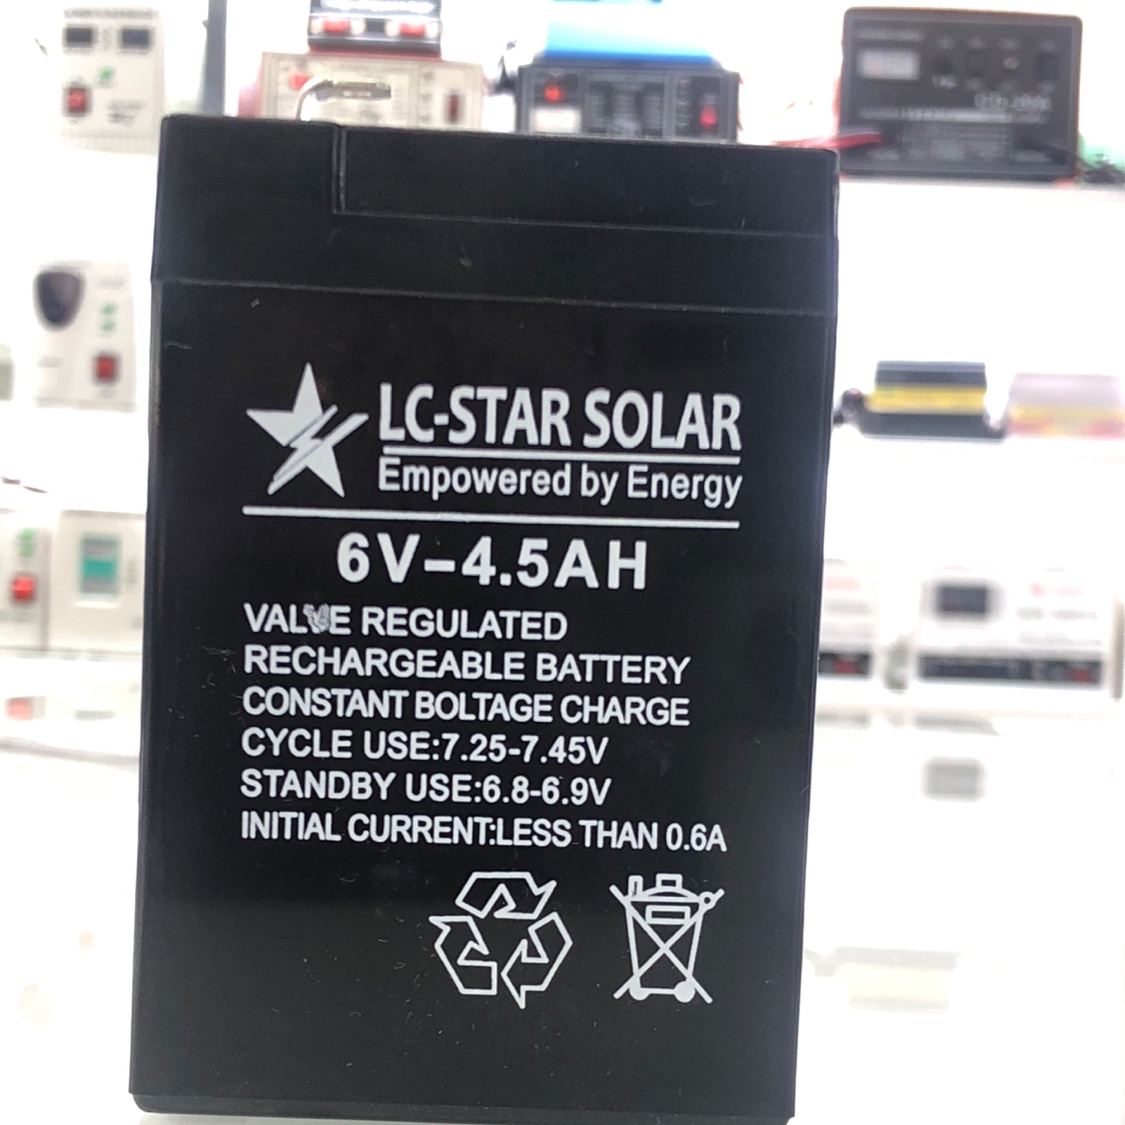 LC-STAR SOLAR
Empowered by Energy
6V-4.5AH
VALVE REGULATED
RECHARGEABLE BATTERY
CONSTANT BOLTAGE CHARGE
CYCLE USE:7.25-7.45V
STANDBY USE:6.8-6.9V
INITIAL CURRENT:LESS THAN 0.6A